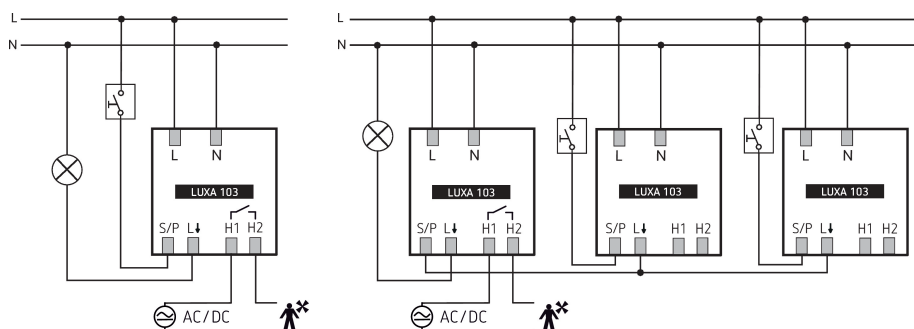 L
N
L N
LUXA 103
S/P L↓ H1 H2
AC/DC
L
N
L N
LUXA 103
S/P L↓ H1 H2
AC/DC
L N
LUXA 103
S/P L↓ H1 H2
L N
LUXA 103
S/P L↓ H1 H2